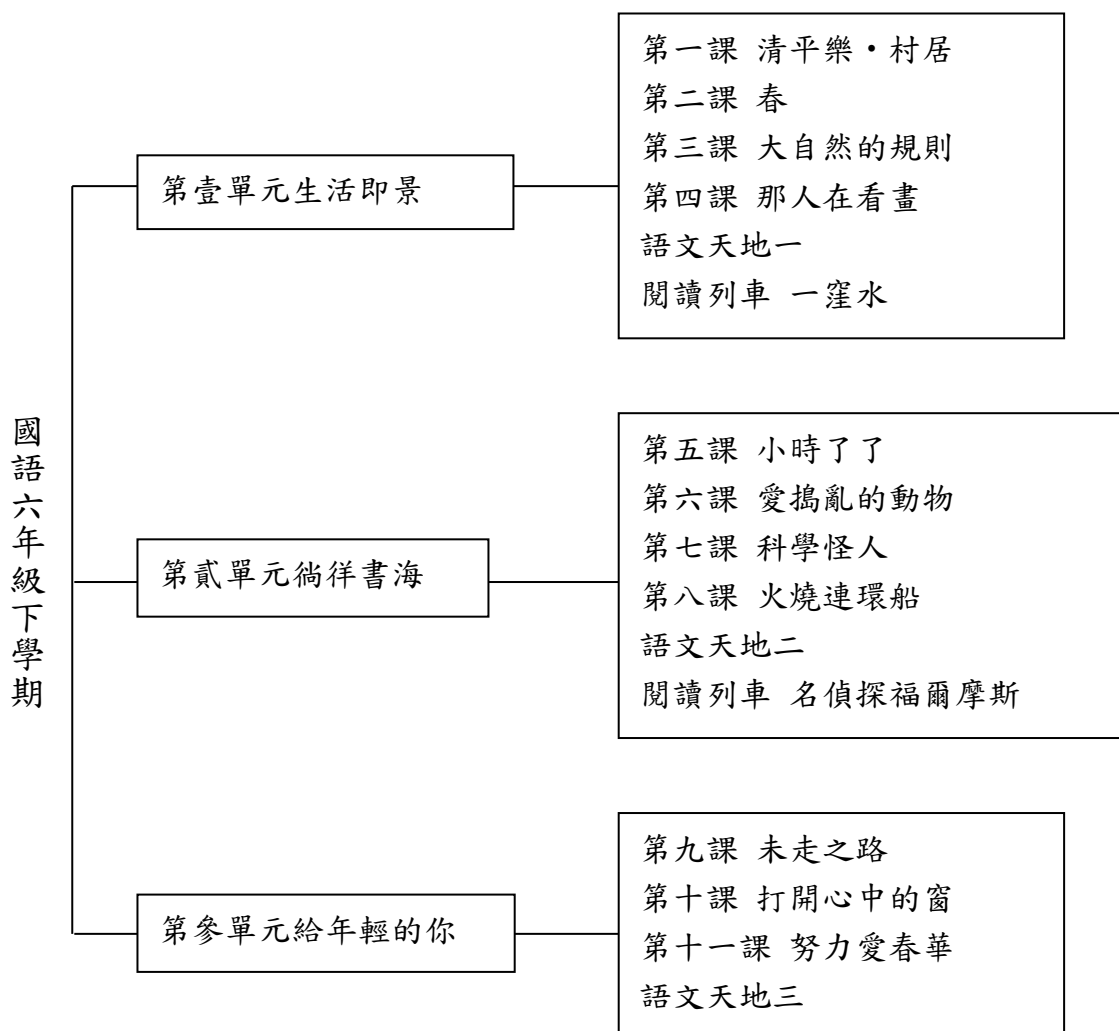 國語六年級下學期
第壹單元生活即景
第一課 清平樂・村居
第二課 春
第三課 大自然的規則
第四課 那人在看畫
語文天地一
閱讀列車 一窪水
第貳單元徜徉書海
第五課 小時了了
第六課 愛搗亂的動物
第七課 科學怪人
第八課 火燒連環船
語文天地二
閱讀列車 名偵探福爾摩斯
第參單元給年輕的你
第九課 未走之路
第十課 打開心中的窗
第十一課 努力愛春華
語文天地三